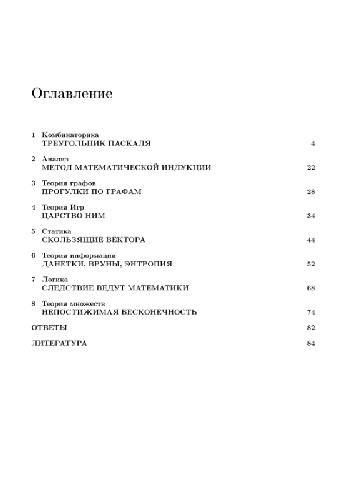 Оглавление
1 Комбинаторика
ТРЕУГОЛЬНИК ПАСКАЛЯ 4
2 Анализ
МЕТОД МАТЕМАТИЧЕСКОЙ ИНДУКЦИИ 22
3 Теория графов
ПРОГУЛКИ ПО ГРАФАМ 28
4 Теория Игр
ЦАРСТВО НИМ 34
5 Статика
СКОЛЬЗЯЩИЕ ВЕКТОРА 44
6 Теория информации
ДАНЕТКИ, ВРУНЫ, ЭНТРОПИЯ 52
7 Логика
СЛЕДСТВИЕ ВЕДУТ МАТЕМАТИКИ 68
8 Теория множеств
НЕПОСТИЖИМАЯ БЕСКОНЕЧНОСТЬ 74
ОТВЕТЫ 82
ЛИТЕРАТУРА 84